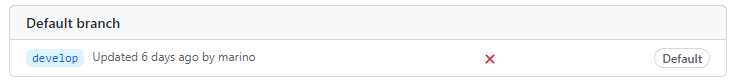 Default branch
develop Updated 6 days ago by marino Default